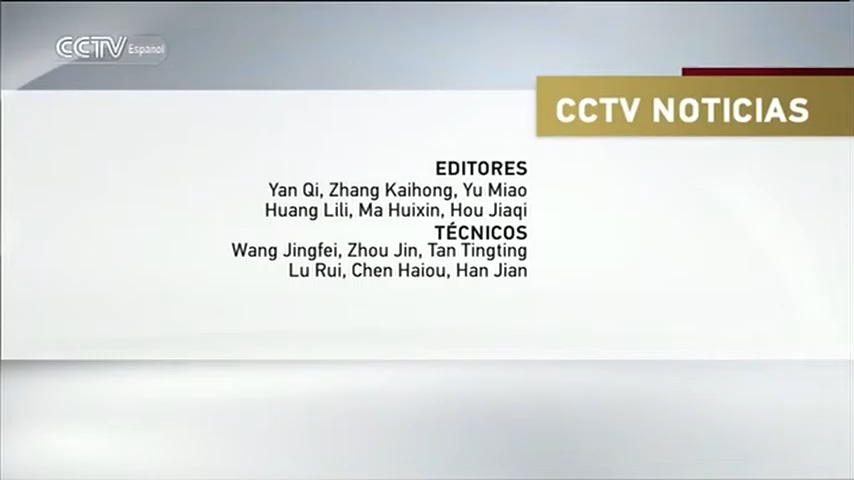 CCTV Español
CCTV NOTICIAS
EDITORES
Yan Qi, Zhang Kaihong, Yu Miao
Huang Lili, Ma Huixin, Hou Jiaqi
TÉCNICOS
Wang Jingfei, Zhou Jin, Tan Tingting
Lu Rui, Chen Haiou, Han Jian